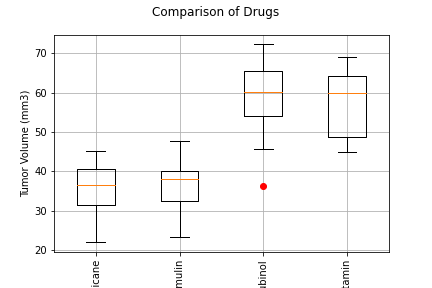 Comparison of Drugs
Tumor Volume (mm3)
70
60
50
40
30
20
icane
mulin
ubinol
tamin